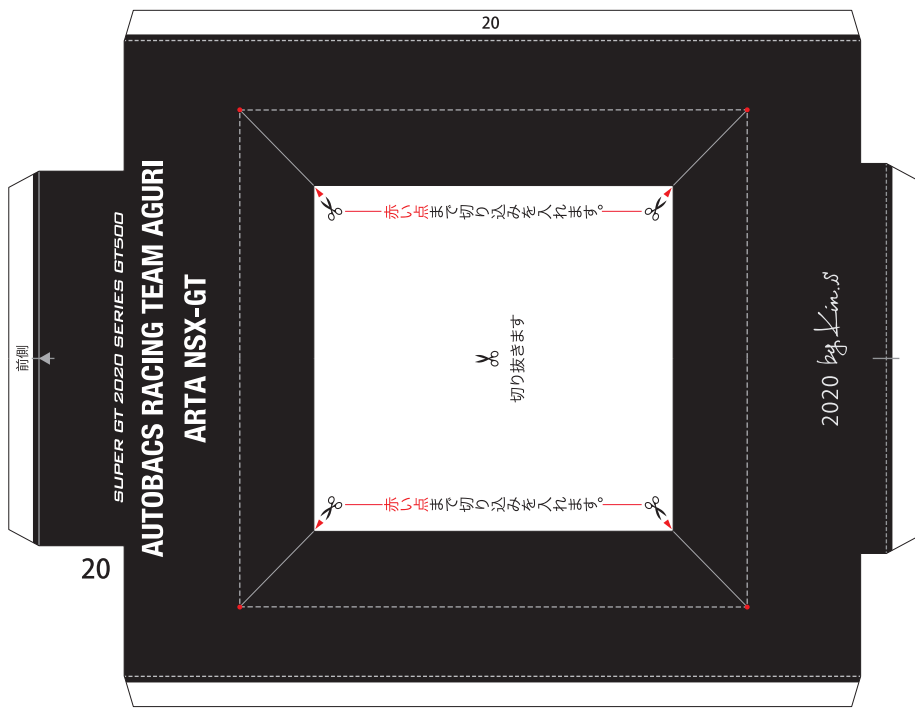 20
前側
SUPER GT 2020 SERIES GT500
AUTOBACS RACING TEAM AGURI
ARTA NSX-GT
赤い点まで切り込みを入れます。
切り抜きます
赤い点まで切り込みを入れます。
2020 by Kin.s
20